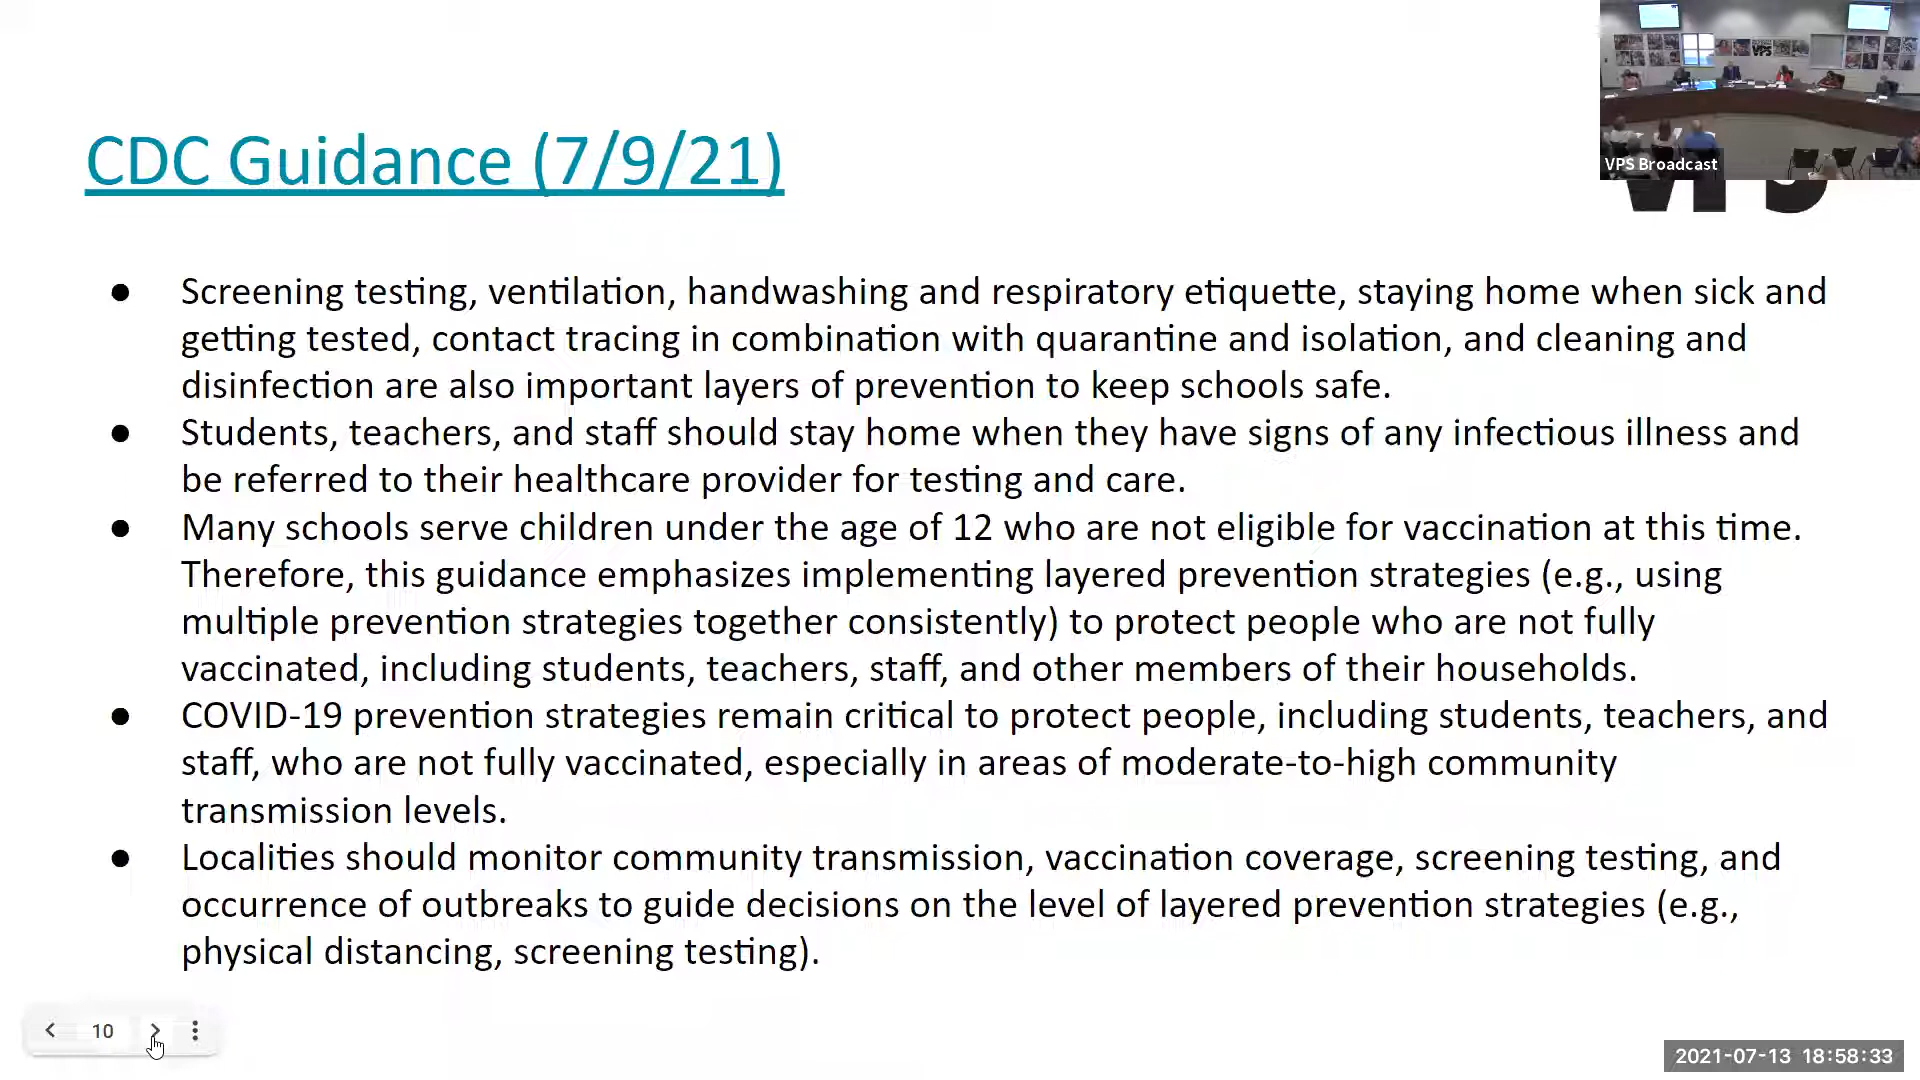 VPS
VPS Broadcast
CDC Guidance (7/9/21)
● Screening testing, ventilation, handwashing and respiratory etiquette, staying home when sick and
getting tested, contact tracing in combination with quarantine and isolation, and cleaning and
disinfection are also important layers of prevention to keep schools safe.
● Students, teachers, and staff should stay home when they have signs of any infectious illness and
be referred to their healthcare provider for testing and care.
● Many schools serve children under the age of 12 who are not eligible for vaccination at this time.
Therefore, this guidance emphasizes implementing layered prevention strategies (e.g., using
multiple prevention strategies together consistently) to protect people who are not fully
vaccinated, including students, teachers, staff, and other members of their households.
● COVID-19 prevention strategies remain critical to protect people, including students, teachers, and
staff, who are not fully vaccinated, especially in areas of moderate-to-high community
transmission levels.
● Localities should monitor community transmission, vaccination coverage, screening testing, and
occurrence of outbreaks to guide decisions on the level of layered prevention strategies (e.g.,
physical distancing, screening testing).
10
2021-07-13 18:58:33